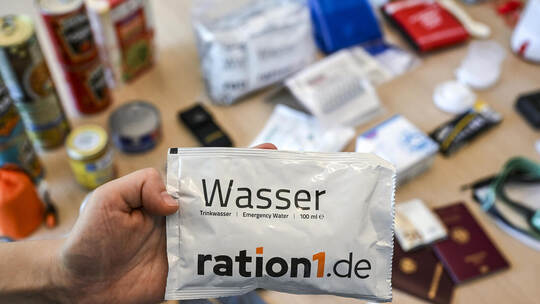 Wasser
Trinkwasser | Emergency Water | 100 ml ℮
ration1.de